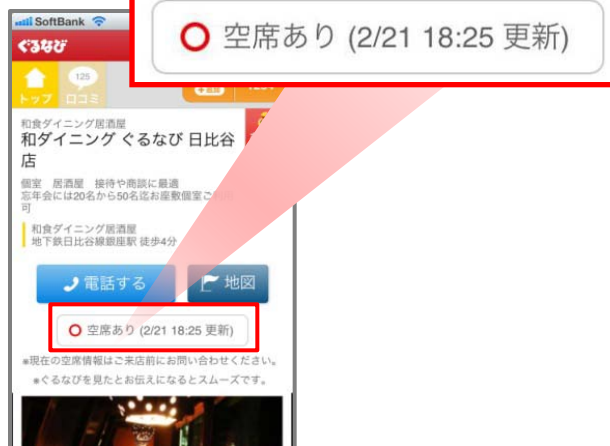 SoftBank
ぐるなび
空席あり (2/21 18:25 更新)
125
トップ 口コミ
和食ダイニング居酒屋
和ダイニング ぐるなび 日比谷
店
個室 居酒屋 接待や商談に最適
忘年会には20名から50名迄お座敷個室ご利用
可
和食ダイニング居酒屋
地下鉄日比谷線銀座駅 徒歩4分
電話する
地図
空席あり (2/21 18:25 更新)
※現在の空席情報はご来店前にお問い合わせください。
※ぐるなびを見たとお伝えになるとスムーズです。